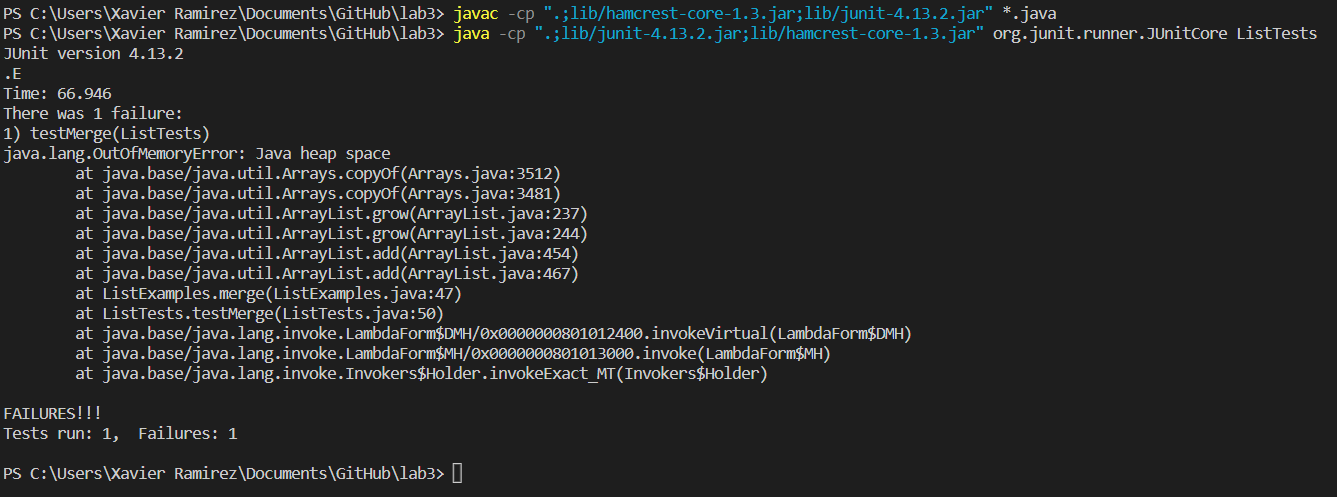 PS C:\Users\Xavier Ramirez\Documents\GitHub\lab3> javac -cp ".;lib/hamcrest-core-1.3.jar;lib/junit-4.13.2.jar" *.java
PS C:\Users\Xavier Ramirez\Documents\GitHub\lab3> java -cp ".;lib/junit-4.13.2.jar;lib/hamcrest-core-1.3.jar" org.junit.runner.JUnitCore ListTests
JUnit version 4.13.2
.E
Time: 66.946
There was 1 failure:
1) testMerge(ListTests)
java.lang.OutOfMemoryError: Java heap space
        at java.base/java.util.Arrays.copyOf(Arrays.java:3512)
        at java.base/java.util.Arrays.copyOf(Arrays.java:3481)
        at java.base/java.util.ArrayList.grow(ArrayList.java:237)
        at java.base/java.util.ArrayList.grow(ArrayList.java:244)
        at java.base/java.util.ArrayList.add(ArrayList.java:454)
        at java.base/java.util.ArrayList.add(ArrayList.java:467)
        at ListExamples.merge(ListExamples.java:47)
        at ListTests.testMerge(ListTests.java:50)
        at java.base/java.lang.invoke.LambdaForm$DMH/0x0000000801012400.invokeVirtual(LambdaForm$DMH)
        at java.base/java.lang.invoke.LambdaForm$MH/0x0000000801013000.invoke(LambdaForm$MH)
        at java.base/java.lang.invoke.Invokers$Holder.invokeExact_MT(Invokers$Holder)

FAILURES!!!
Tests run: 1,  Failures: 1

PS C:\Users\Xavier Ramirez\Documents\GitHub\lab3>